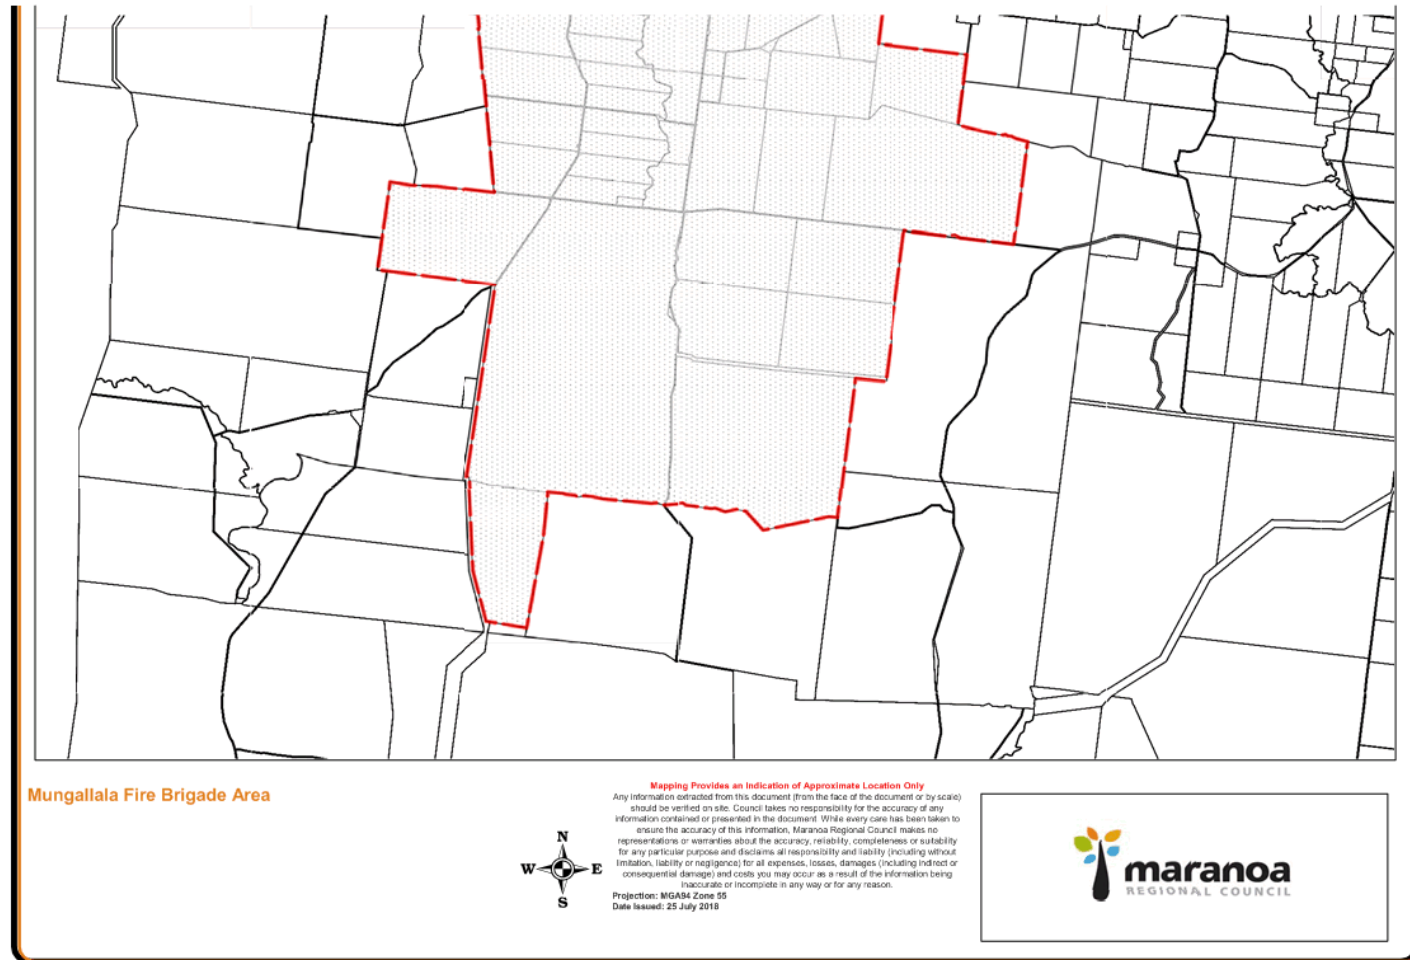 Mungallala Fire Brigade Area
Mapping Provides an Indication of Approximate Location Only
Any information extracted from this document (from the face of the document or by scale)
should be verified on site. Council takes no responsibility for the accuracy of any
information contained or presented in the document. While every care has been taken to
ensure the accuracy of this information, Maranoa Regional Council makes no
representations or warranties about the accuracy, reliability, completeness or suitability
for any particular purpose and disclaims all responsibility and liability (including without
limitation, liability or negligence) for all expenses, losses, damages (including indirect or
consequential damage) and costs you may occur as a result of the information being
inaccurate or incomplete in any way or for any reason.
Projection: MGA94 Zone 55
Date Issued: 25 July 2018
N
W E
S
maranoa
REGIONAL COUNCIL